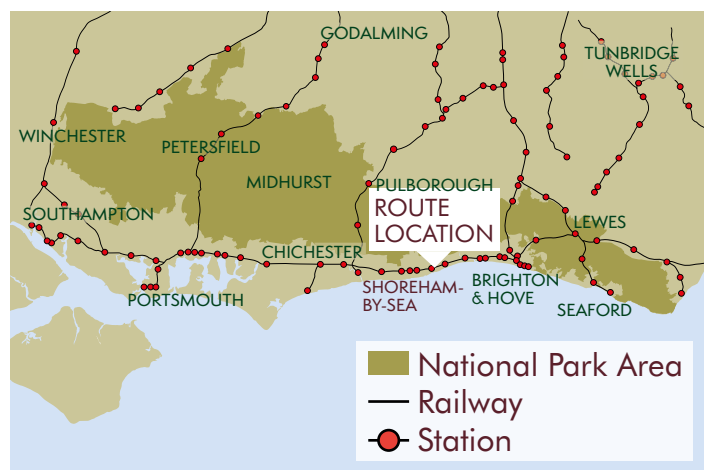 GODALMING
TUNBRIDGE
WELLS
WINCHESTER
PETERSFIELD
MIDHURST
PULBOROUGH
ROUTE
LOCATION
SOUTHAMPTON
LEWES
CHICHESTER
SHOREHAM-
BY-SEA
BRIGHTON
& HOVE
PORTSMOUTH
SEAFORD
National Park Area
Railway
Station